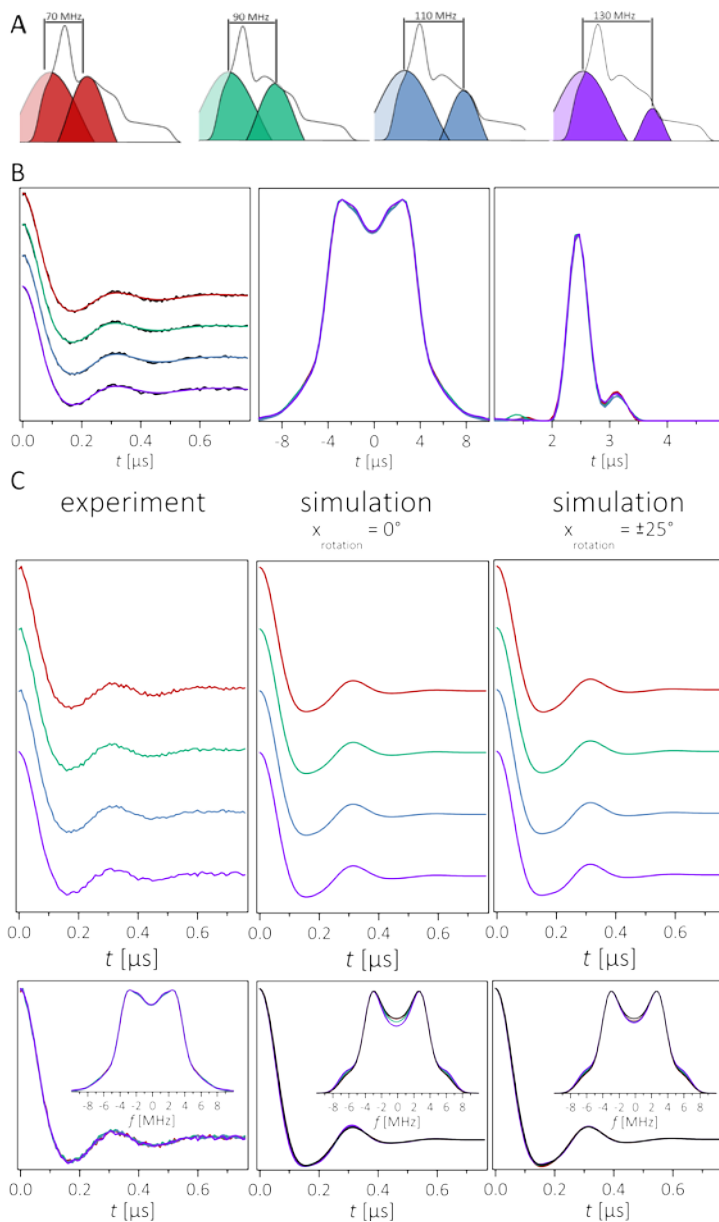 A
70 MHz 90 MHz 110 MHz 130 MHz
B
0.0 0.2 0.4 0.6 -8 -4 0 4 8 2 3 4
t [µs] t [µs] t [µs]
C
experiment simulation simulation
x rotation = 0° x rotation = ±25°
0.0 0.2 0.4 0.6 0.0 0.2 0.4 0.6 0.0 0.2 0.4 0.6
t [µs] t [µs] t [µs]
-8 -6 -4 -2 0 2 4 6 8 -8 -6 -4 -2 0 2 4 6 8 -8 -6 -4 -2 0 2 4 6 8
f [MHz] f [MHz] f [MHz]
0.0 0.2 0.4 0.6 0.0 0.2 0.4 0.6 0.0 0.2 0.4 0.6
t [µs] t [µs] t [µs]